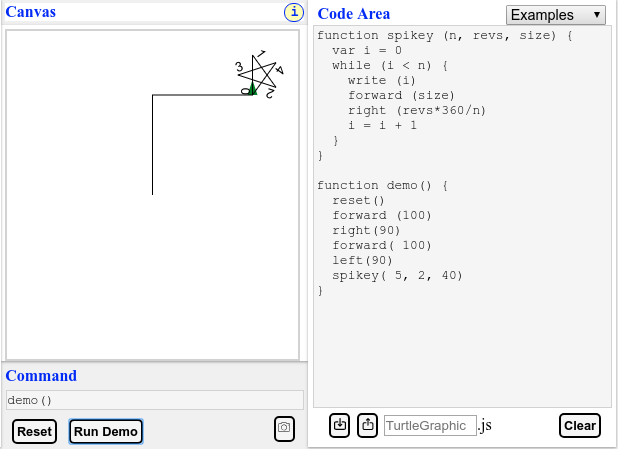 Canvas
i
1
3
4
0
2
Command
demo()
Reset
Run Demo
Code Area
Examples
function spikey (n, revs, size) {
  var i = 0
  while (i < n) {
    write (i)
    forward (size)
    right (revs*360/n)
    i = i + 1
  }
}

function demo() {
  reset()
  forward (100)
  right(90)
  forward( 100)
  left(90)
  spikey( 5, 2, 40)
}
TurtleGraphic .js
Clear